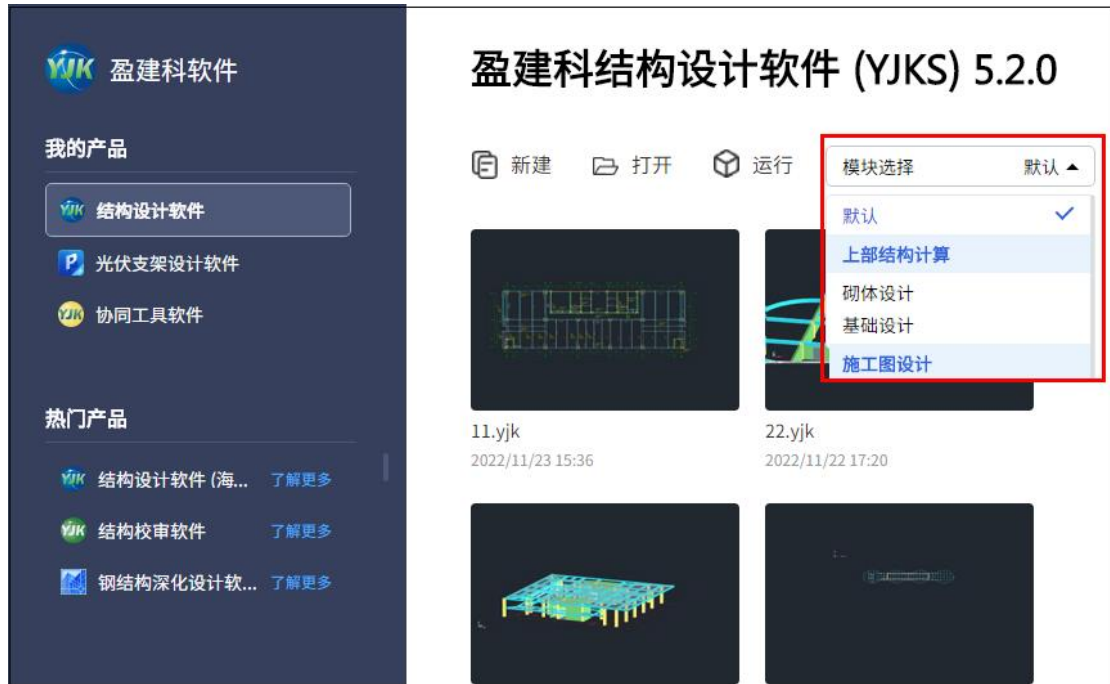 YJK 盈建科软件
我的产品
YJK 结构设计软件
P 光伏支架设计软件
YJK 协同工具软件
热门产品
YJK 结构设计软件 (海... 了解更多
YJK 结构校审软件 了解更多
钢结构深化设计软... 了解更多
盈建科结构设计软件 (YJKS) 5.2.0
新建 打开 运行 模块选择 默认
默认
上部结构计算
砌体设计
基础设计
施工图设计
11.yjk 22.yjk
2022/11/23 15:36 2022/11/22 17:20